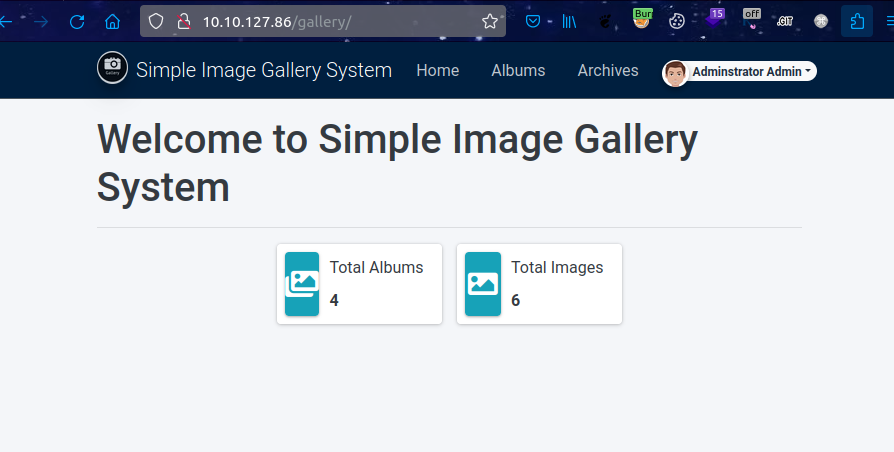 10.10.127.86/gallery/
Bur
15
off
.GIT
Gallery
Simple Image Gallery System
Home
Albums
Archives
Adminstrator Admin
Welcome to Simple Image Gallery
System
Total Albums
4
Total Images
6